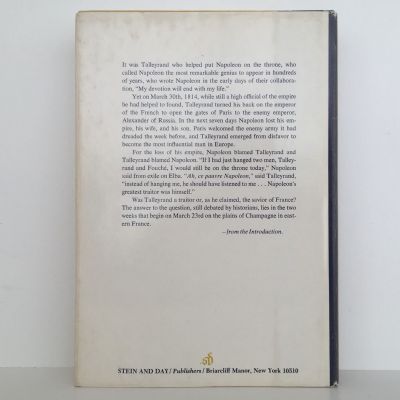 It was Talleyrand who helped put Napoleon on the throne, who
called Napoleon the most remarkable genius to appear in hundreds
of years, who wrote Napoleon in the early days of their collabora-
tion, "My devotion will end with my life."
Yet on March 30th, 1814, while still a high official of the empire
he had helped to found, Talleyrand turned his back on the emperor
of the French to open the gates of Paris to the enemy emperor,
Alexander of Russia. In the next seven days Napoleon lost his em-
pire, his wife, and his son. Paris welcomed the enemy army it had
dreaded the week before, and Talleyrand emerged from disfavor to
become the most influential man in Europe.
For the loss of his empire, Napoleon blamed Talleyrand and
Talleyrand blamed Napoleon. "If I had just hanged two men, Talley-
rand and Fouché, I would still be on the throne today," Napoleon
said from exile on Elba. "Ah, ce pauvre Napoleon," said Talleyrand,
"instead of hanging me, he should have listened to me . . . Napoleon's
greatest traitor was himself."
Was Talleyrand a traitor or, as he claimed, the savior of France?
The answer to the question, still debated by historians, lies in the two
weeks that begin on March 23rd on the plains of Champagne in east-
ern France.
—from the Introduction.
STEIN AND DAY/Publishers/Briarcliff Manor, New York 10510